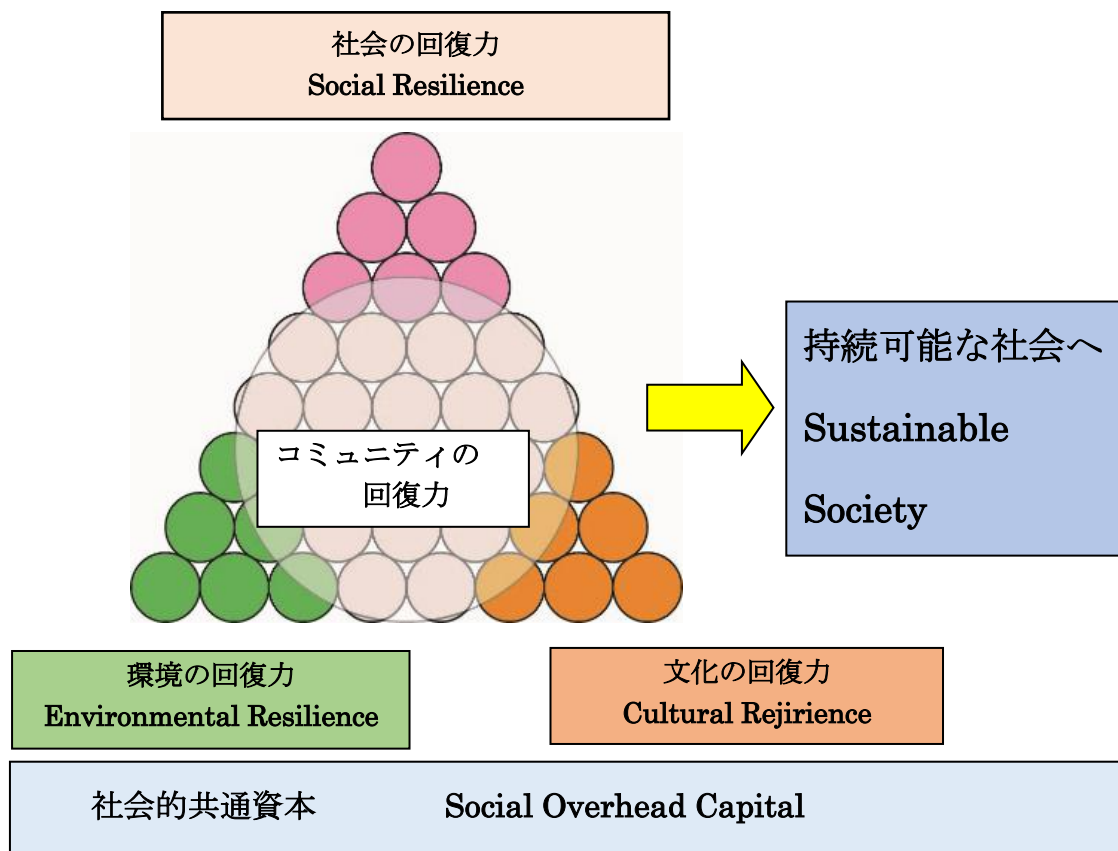 社会の回復力
Social Resilience
コミュニティの
回復力
持続可能な社会へ
Sustainable
Society
環境の回復力
Environmental Resilience
文化の回復力
Cultural Rejirience
社会的共通資本 Social Overhead Capital